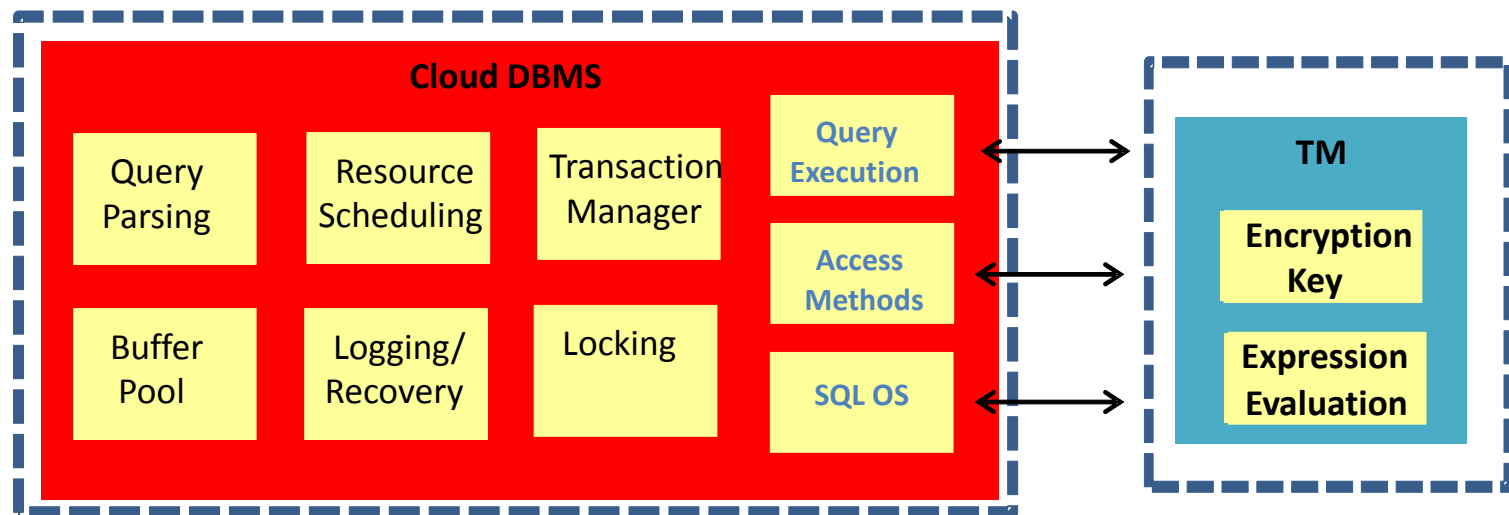 Cloud DBMS
Query
Parsing
Resource
Scheduling
Transaction
Manager
Query
Execution
Access
Methods
Buffer
Pool
Logging/
Recovery
Locking
SQL OS
TM
Encryption
Key
Expression
Evaluation